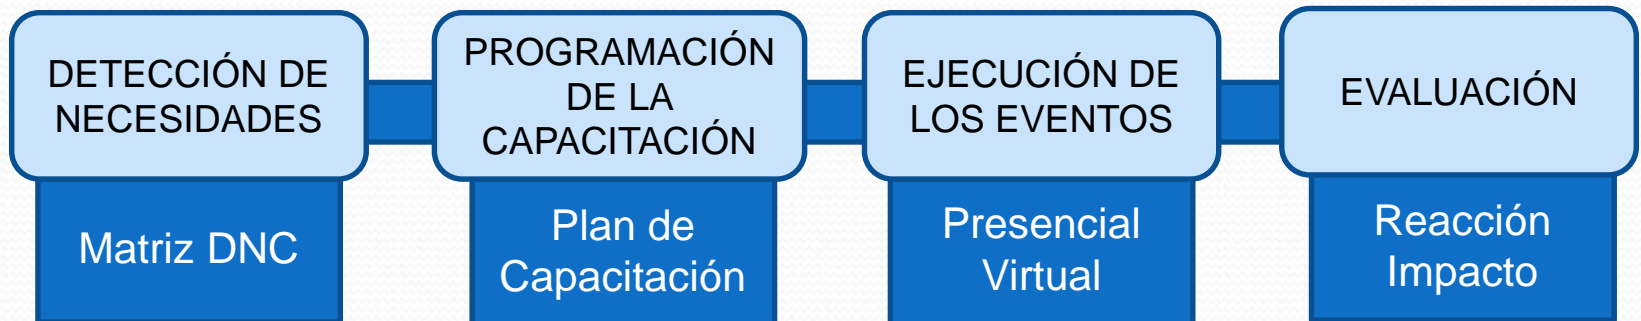 DETECCIÓN DE
NECESIDADES
Matriz DNC
PROGRAMACIÓN
DE LA
CAPACITACIÓN
Plan de
Capacitación
EJECUCIÓN DE
LOS EVENTOS
Presencial
Virtual
EVALUACIÓN
Reacción
Impacto